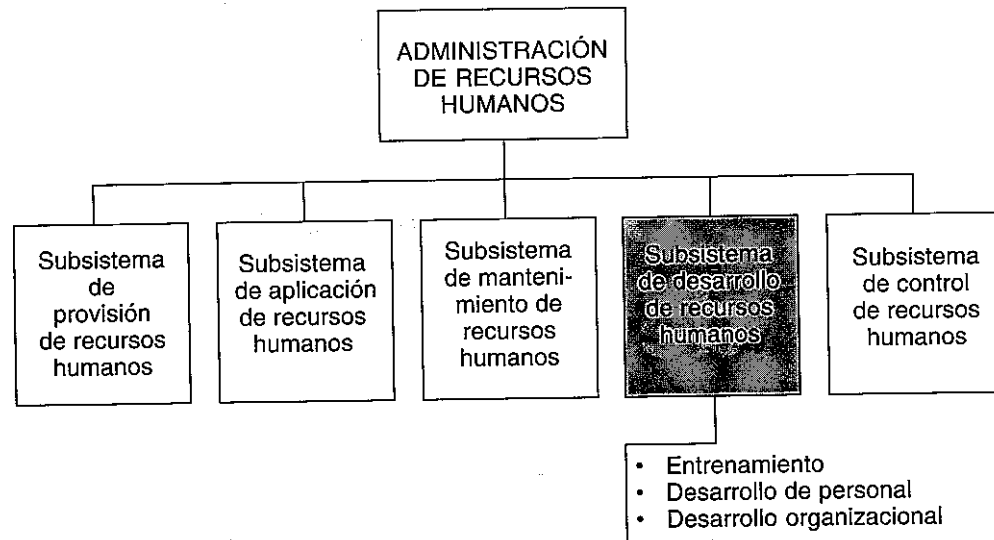 ADMINISTRACIÓN
DE RECURSOS
HUMANOS
Subsistema
de
provisión
de recursos
humanos
Subsistema
de aplicación
de recursos
humanos
Subsistema
de manteni-
miento de
recursos
humanos
Subsistema
de desarrollo
de recursos
humanos
Subsistema
de control
de recursos
humanos
• Entrenamiento
• Desarrollo de personal
• Desarrollo organizacional